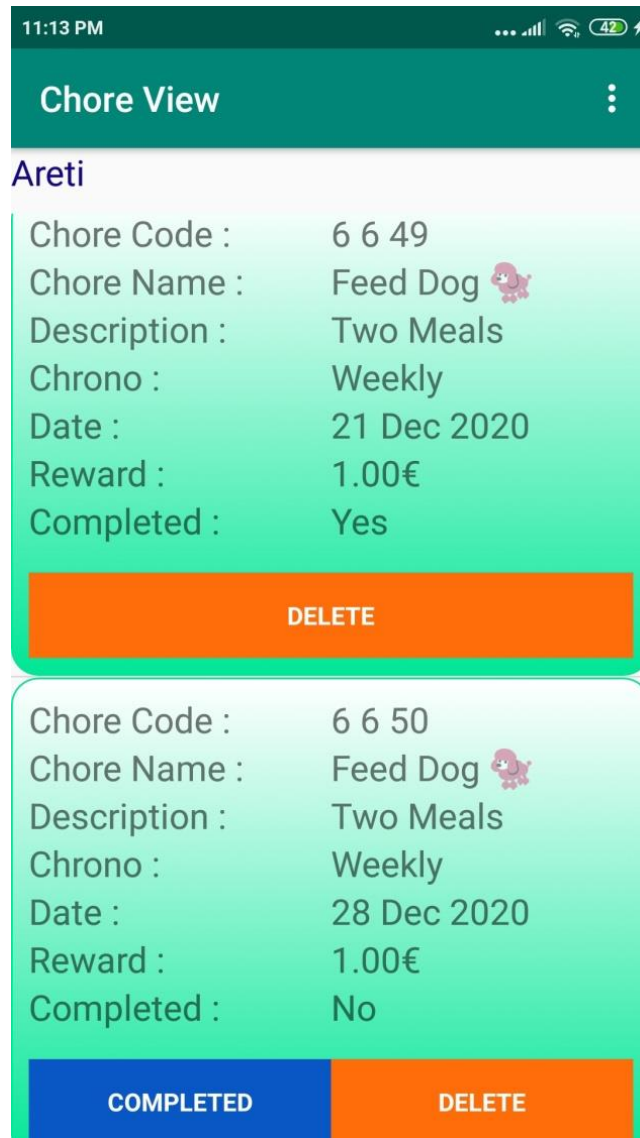 11:13 PM 42
Chore View
Areti
Chore Code : 6 6 49
Chore Name : Feed Dog 🐩
Description : Two Meals
Chrono : Weekly
Date : 21 Dec 2020
Reward : 1.00€
Completed : Yes
DELETE
Chore Code : 6 6 50
Chore Name : Feed Dog 🐩
Description : Two Meals
Chrono : Weekly
Date : 28 Dec 2020
Reward : 1.00€
Completed : No
COMPLETED DELETE